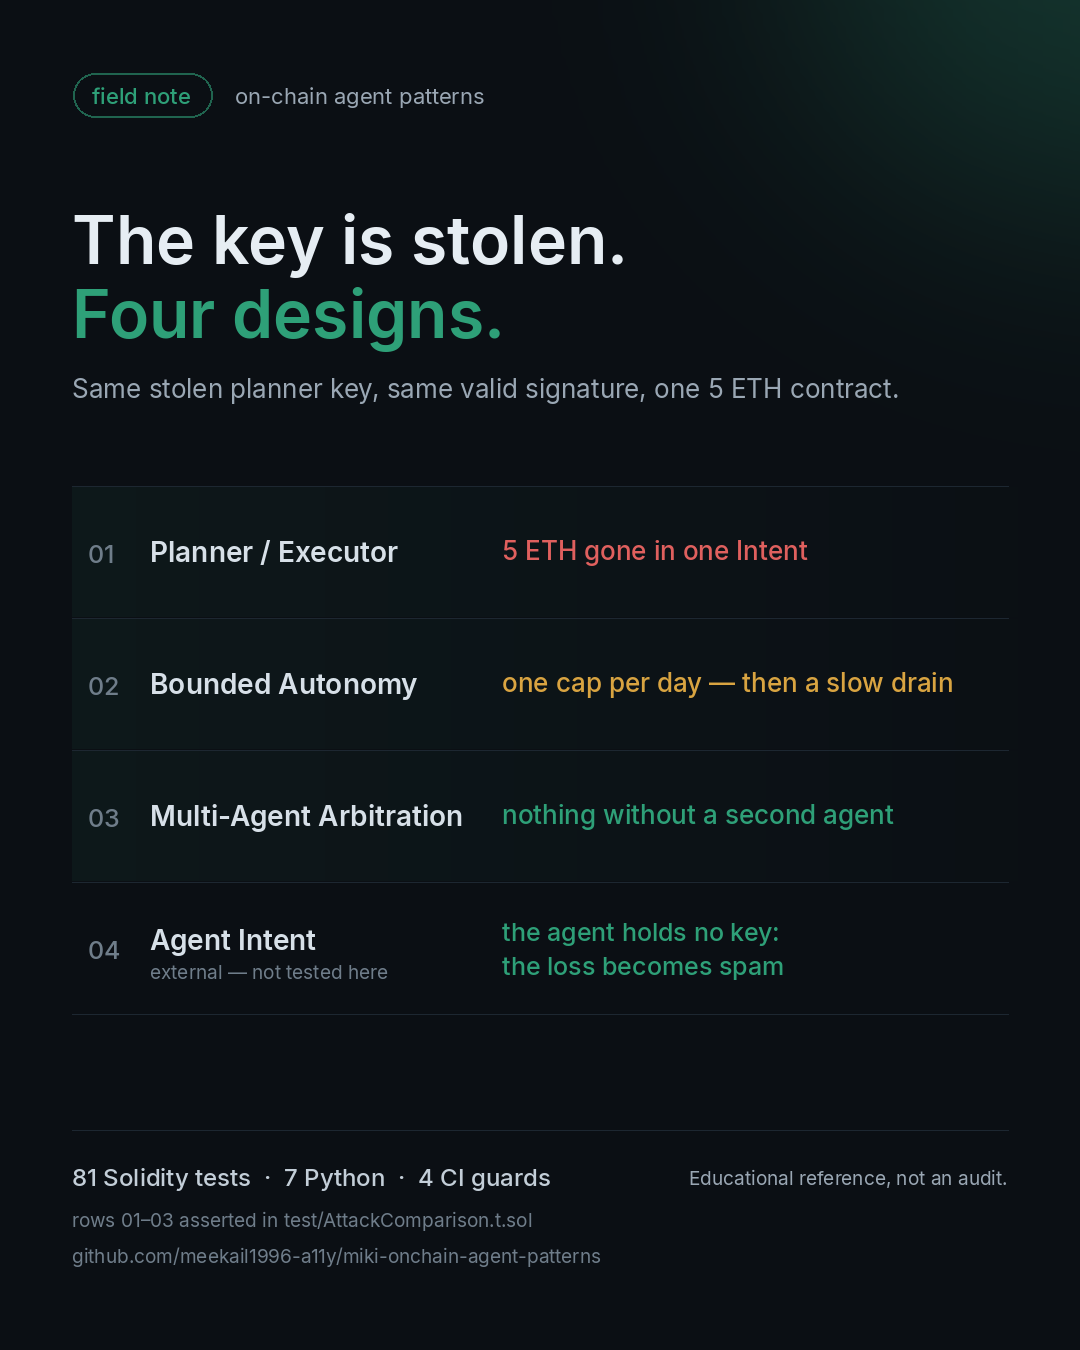 field note on-chain agent patterns
The key is stolen.
Four designs.
Same stolen planner key, same valid signature, one 5 ETH contract.
01 Planner / Executor 5 ETH gone in one Intent
02 Bounded Autonomy one cap per day — then a slow drain
03 Multi-Agent Arbitration nothing without a second agent
04 Agent Intent
external — not tested here
the agent holds no key:
the loss becomes spam
81 Solidity tests · 7 Python · 4 CI guards
Educational reference, not an audit.
rows 01–03 asserted in test/AttackComparison.t.sol
github.com/meekail1996-a11y/miki-onchain-agent-patterns